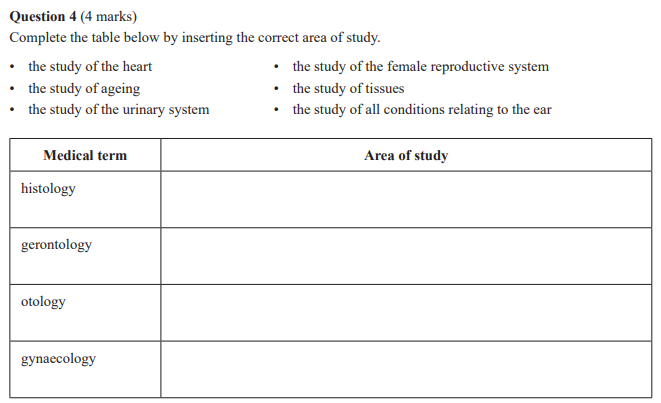 Question 4 (4 marks)
Complete the table below by inserting the correct area of study.
• the study of the heart
• the study of ageing
• the study of the urinary system
• the study of the female reproductive system
• the study of tissues
• the study of all conditions relating to the ear
Medical term Area of study
histology
gerontology
otology
gynaecology